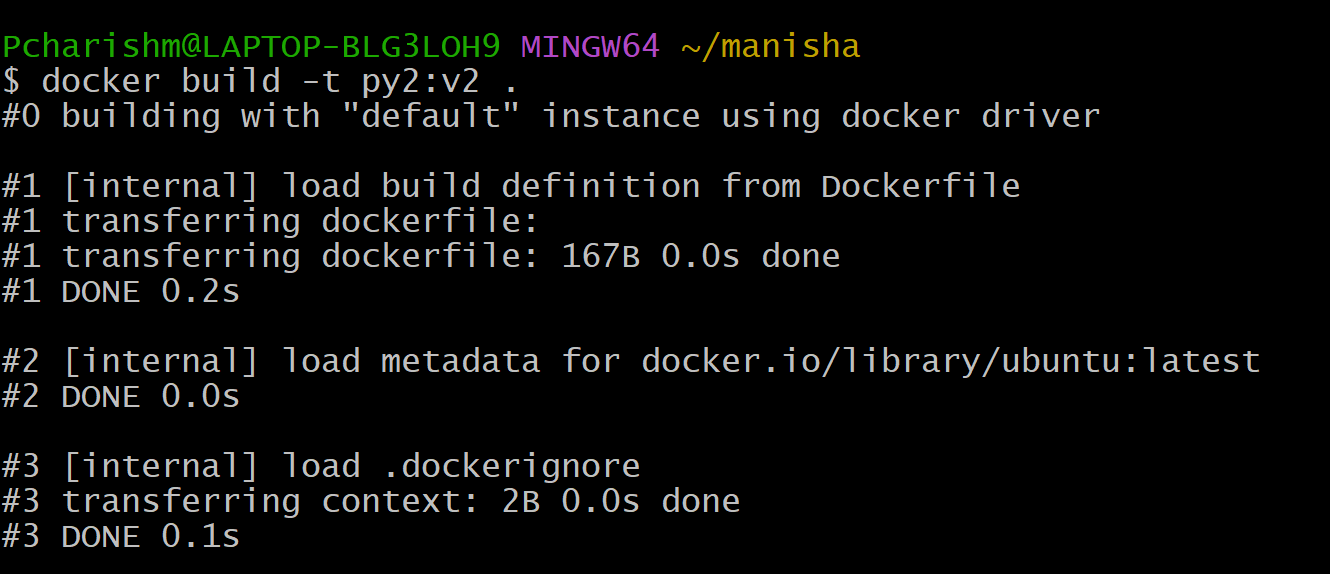 Pcharishm@LAPTOP-BLG3LOH9 MINGW64 ~/manisha
$ docker build -t py2:v2 .
#0 building with "default" instance using docker driver
#1 [internal] load build definition from Dockerfile
#1 transferring dockerfile:
#1 transferring dockerfile: 167B 0.0s done
#1 DONE 0.2s
#2 [internal] load metadata for docker.io/library/ubuntu:latest
#2 DONE 0.0s
#3 [internal] load .dockerignore
#3 transferring context: 2B 0.0s done
#3 DONE 0.1s